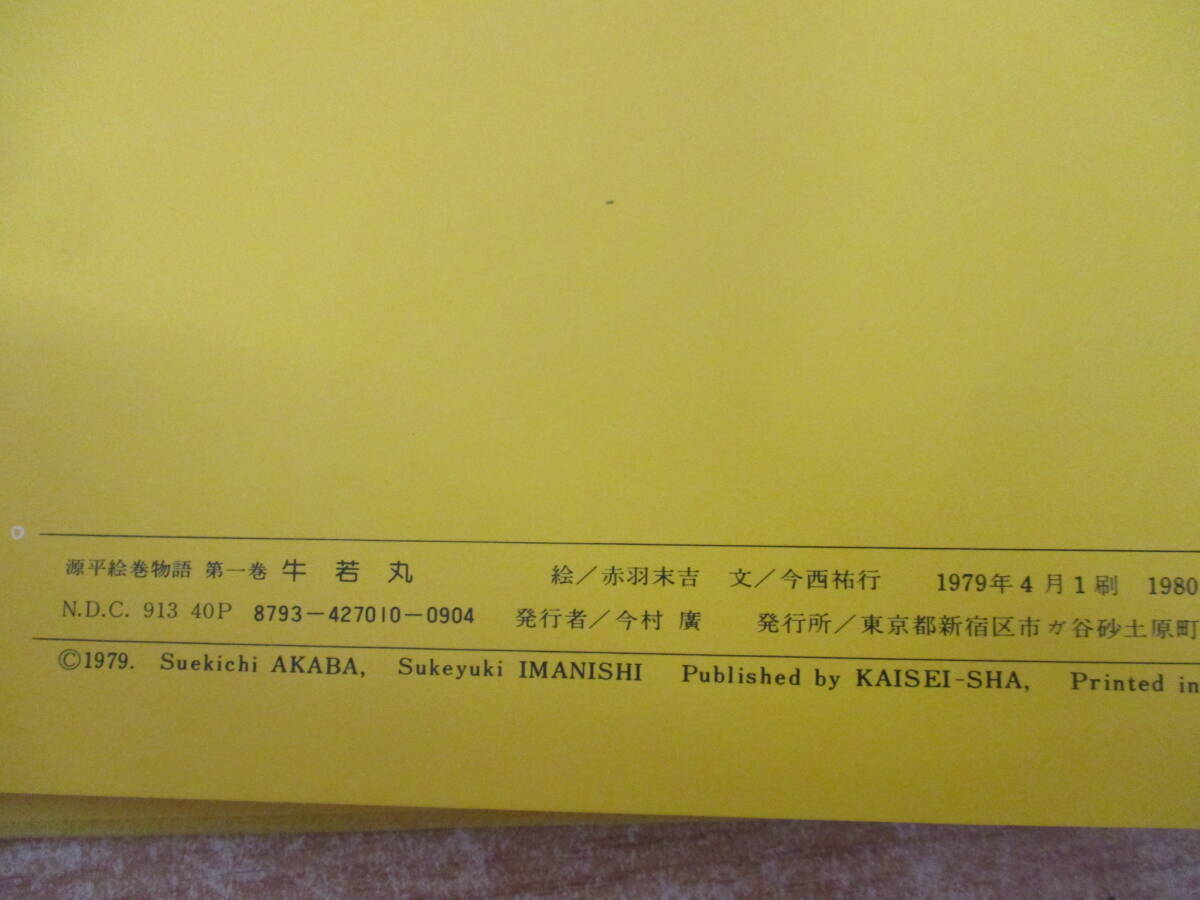 源平絵巻物語 第一巻 牛若丸 絵/赤羽末吉 文/今西祐行 1979年4月1刷 1980
N.D.C. 913 40P 8793-427010-0904 発行者/今村 廣 発行所/東京都新宿区市ガ谷砂土原町
©1979. Suekichi AKABA, Sukeyuki IMANISHI Published by KAISEI-SHA, Printed in